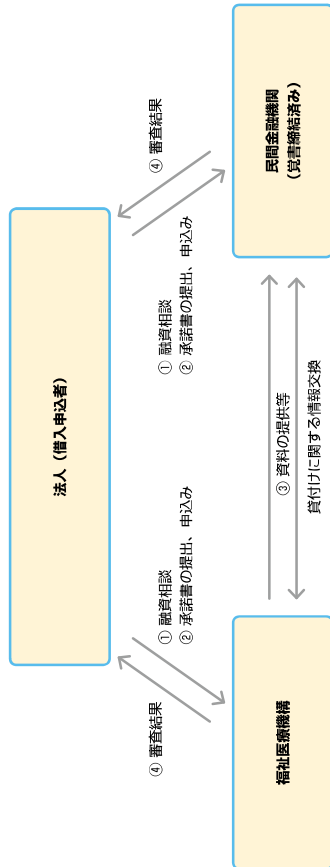 法人（借入申込者）
④ 審査結果
① 融資相談
② 承諾書の提出、申込み
① 融資相談
② 承諾書の提出、申込み
④ 審査結果
福祉医療機構
③ 資料の提供等
貸付けに関する情報交換
民間金融機関
（覚書締結済み）